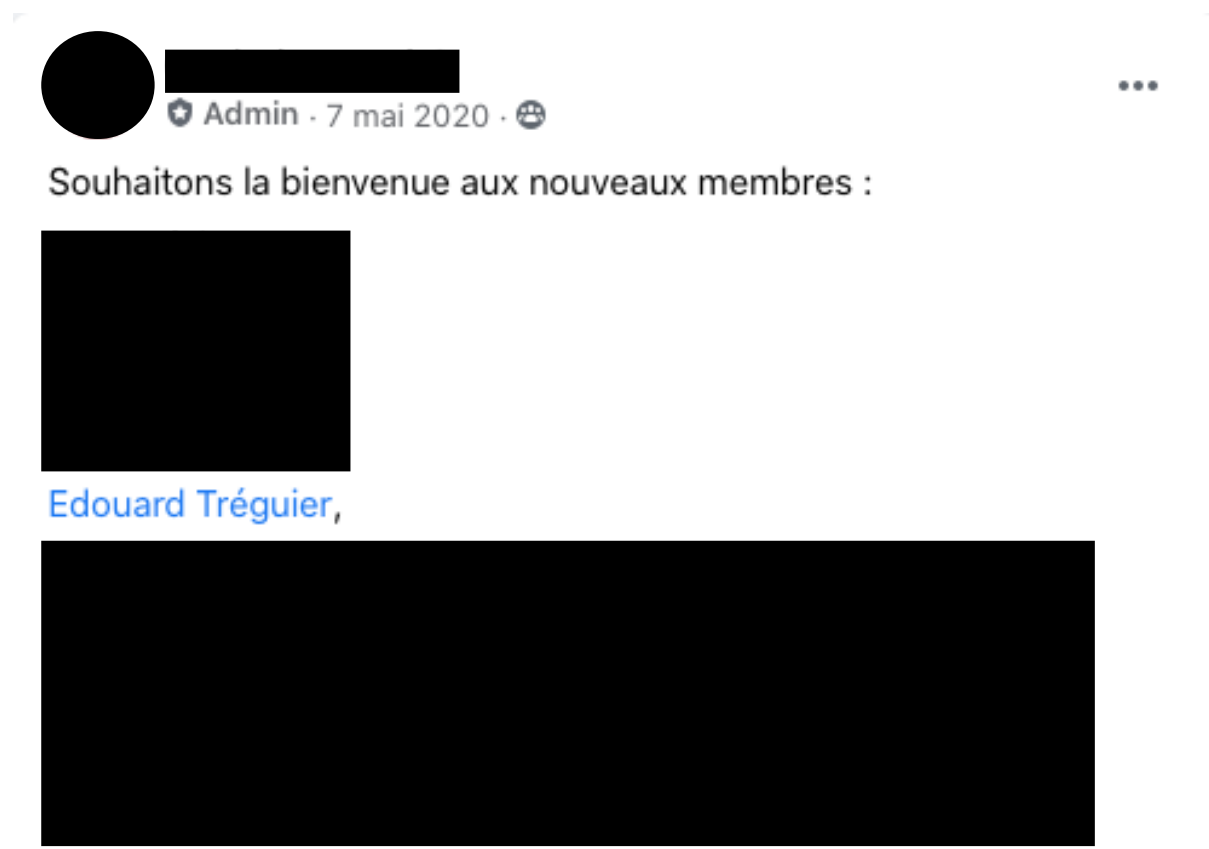 Admin · 7 mai 2020 ·
Souhaitons la bienvenue aux nouveaux membres :
Edouard Tréguier,